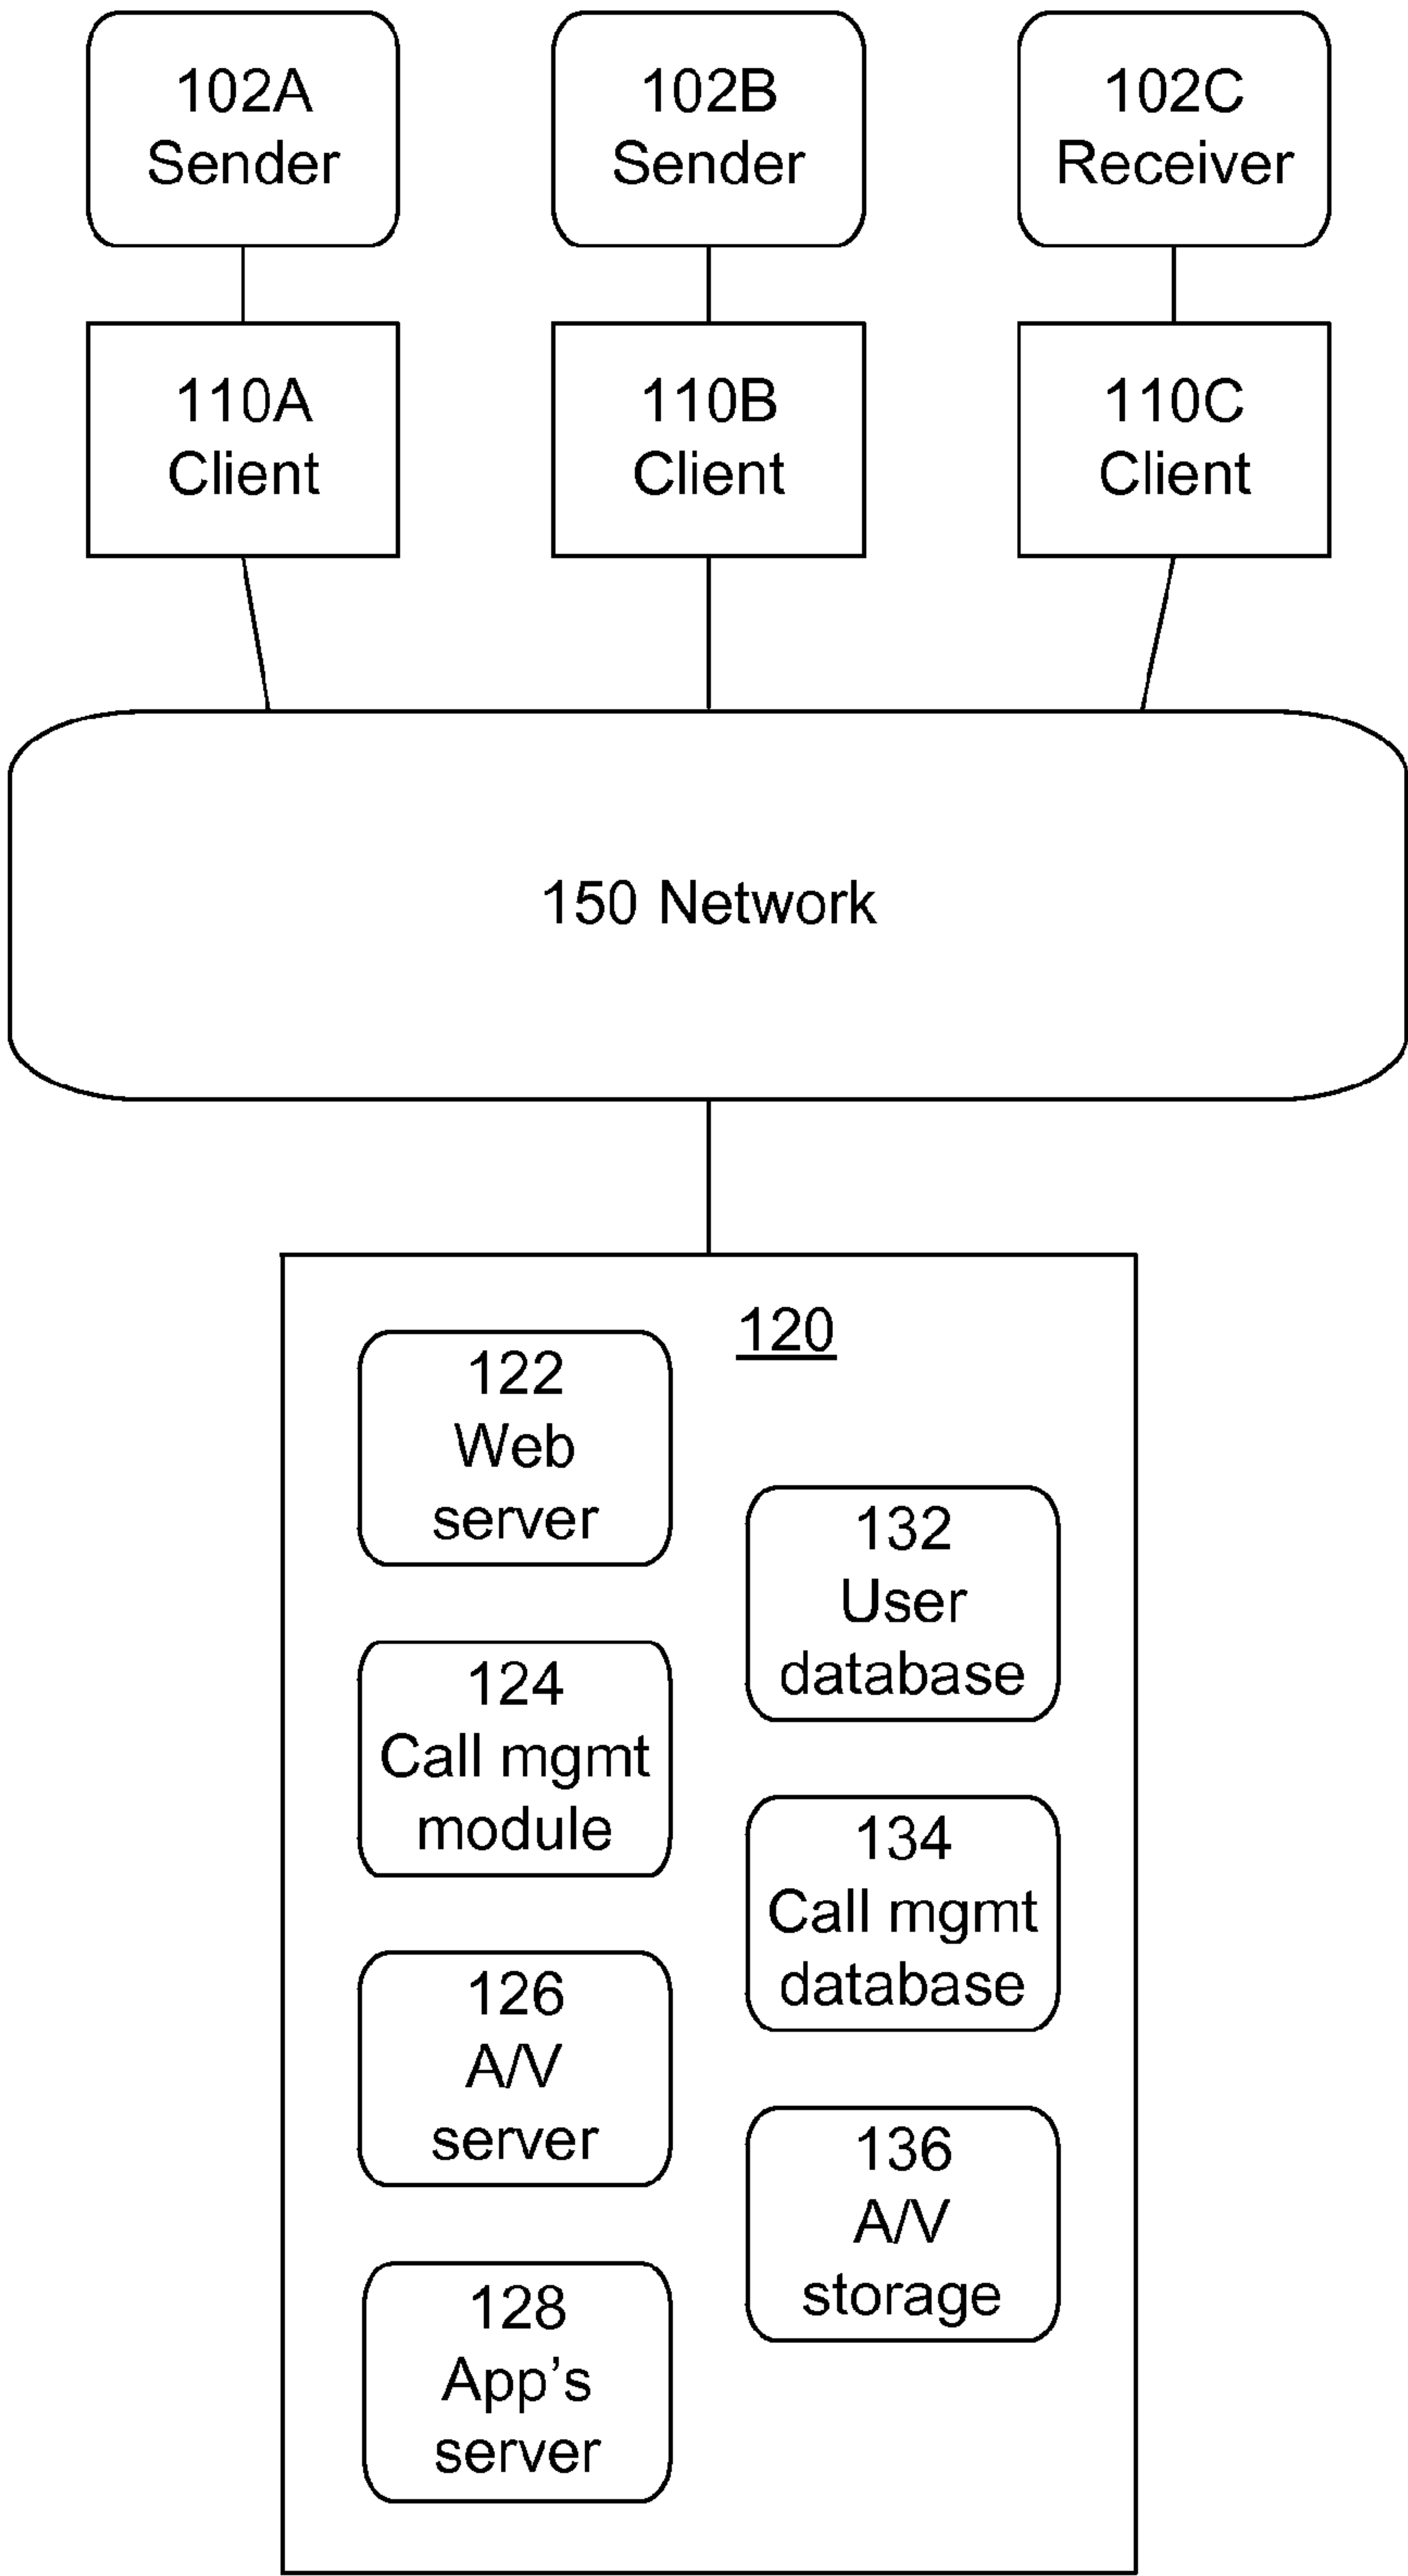 102A
Sender
102B
Sender
102C
Receiver
110A
Client
110B
Client
110C
Client
150 Network
120
122
Web
server
124
Call mgmt
module
126
A/V
server
128
App’s
server
132
User
database
134
Call mgmt
database
136
A/V
storage